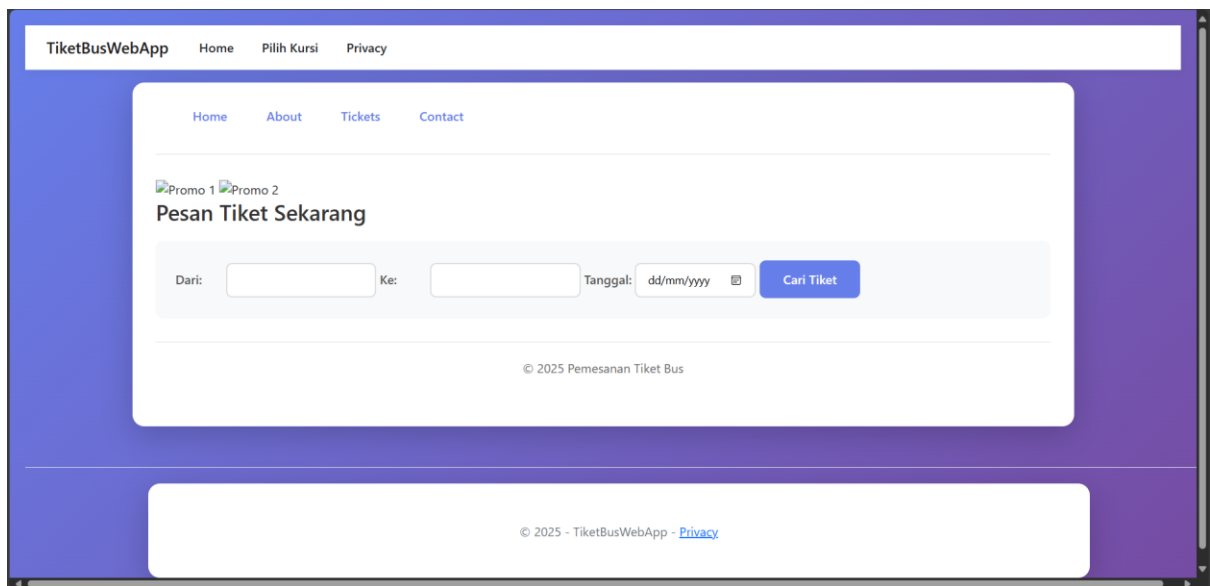 TiketBusWebApp Home Pilih Kursi Privacy
Home About Tickets Contact
Promo 1 Promo 2
Pesan Tiket Sekarang
Dari: Ke: Tanggal: dd/mm/yyyy Cari Tiket
© 2025 Pemesanan Tiket Bus
© 2025 - TiketBusWebApp - Privacy